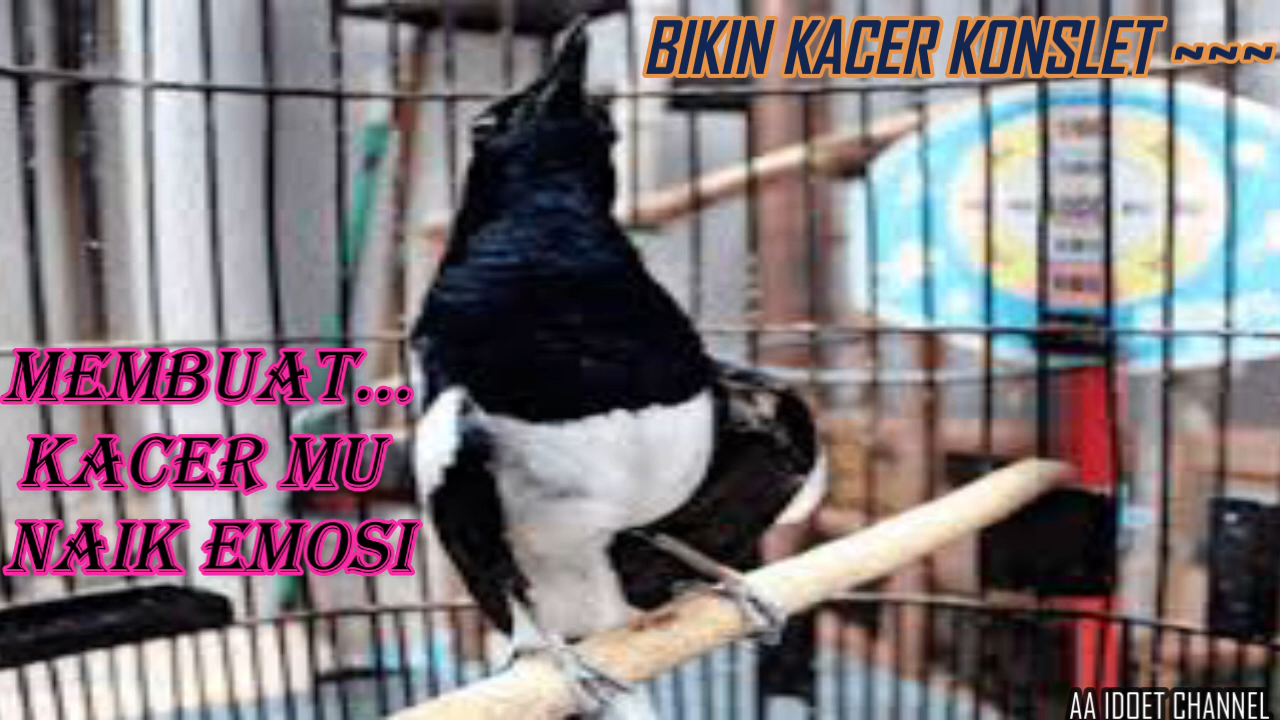 BIKIN KACER KONSLET ~~~
MEMBUAT...
KACER MU
NAIK EMOSI
AA IDOET CHANNEL